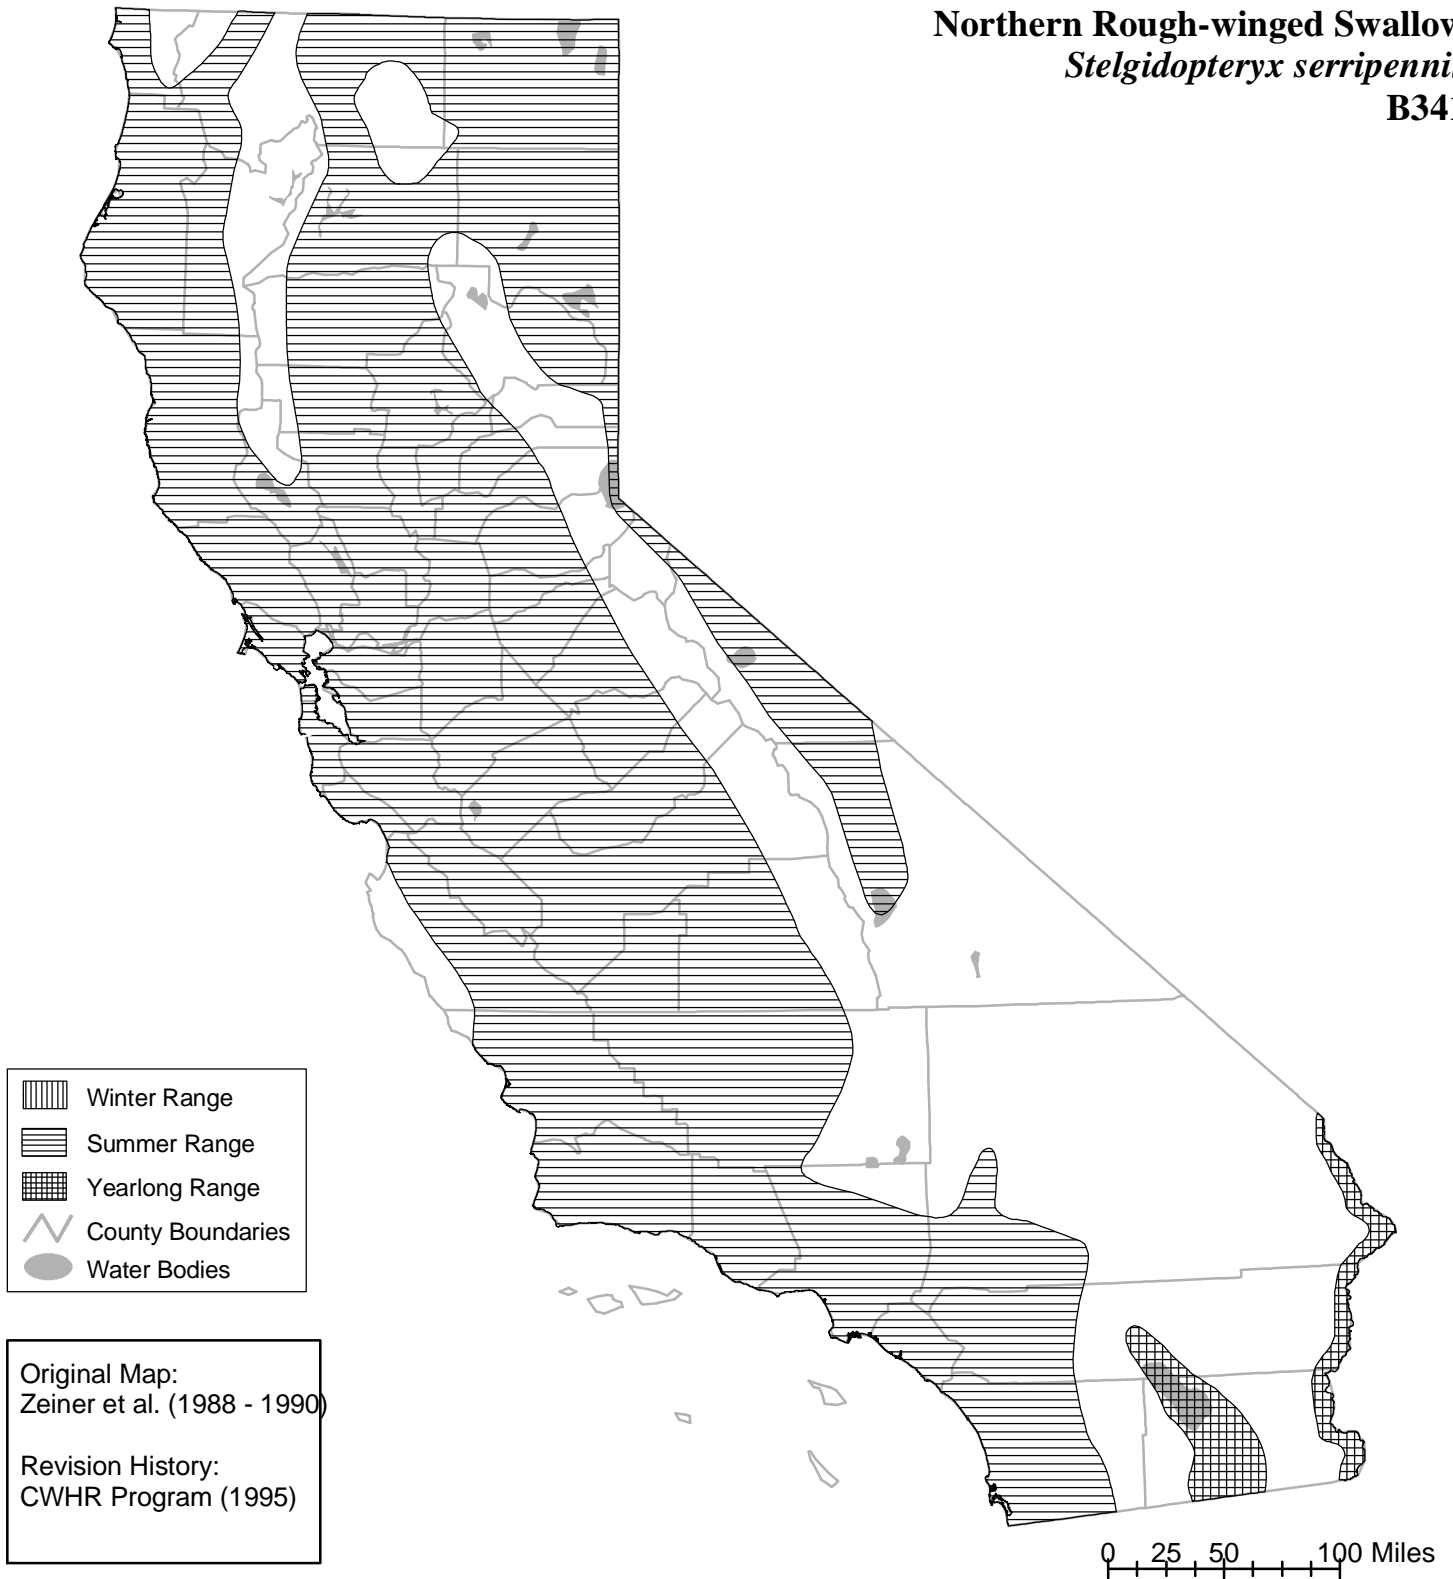 Northern Rough-winged Swallow
Stelgidopteryx serripennis
B341
Winter Range
Summer Range
Yearlong Range
County Boundaries
Water Bodies
Original Map:
Zeiner et al. (1988 - 1990)
Revision History:
CWHR Program (1995)
0 25 50 100 Miles